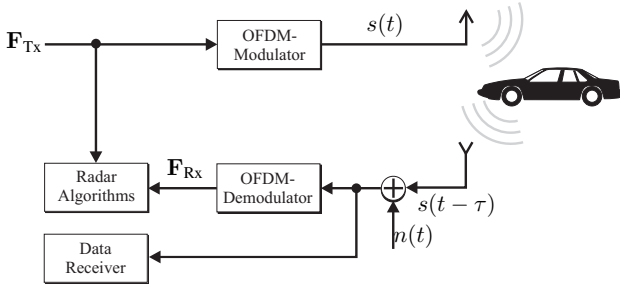 F_Tx
OFDM-
Modulator
s(t)
Radar
Algorithms
F_Rx
OFDM-
Demodulator
s(t − τ)
n(t)
Data
Receiver